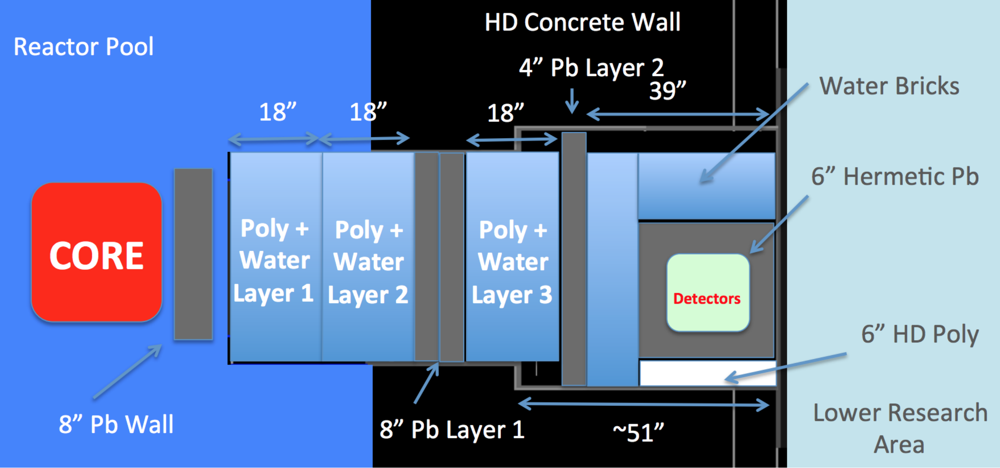 HD Concrete Wall
Reactor Pool
4” Pb Layer 2
39”
Water Bricks
18”
18”
18”
6” Hermetic Pb
Poly +
Water
Layer 1
Poly +
Water
Layer 2
Poly +
Water
Layer 3
CORE
Detectors
6” HD Poly
8” Pb Wall
8” Pb Layer 1
~51”
Lower Research
Area